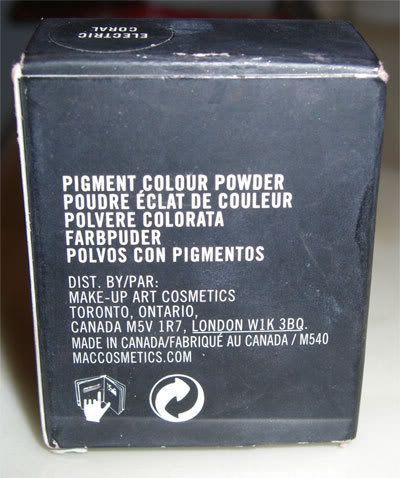 ELECTRIC
CORAL
PIGMENT COLOUR POWDER
POUDRE ÉCLAT DE COULEUR
POLVERE COLORATA
FARBPUDER
POLVOS CON PIGMENTOS
DIST. BY/PAR:
MAKE-UP ART COSMETICS
TORONTO, ONTARIO,
CANADA M5V 1R7, LONDON W1K 3BQ.
MADE IN CANADA/FABRIQUÉ AU CANADA / M540
MACCOSMETICS.COM